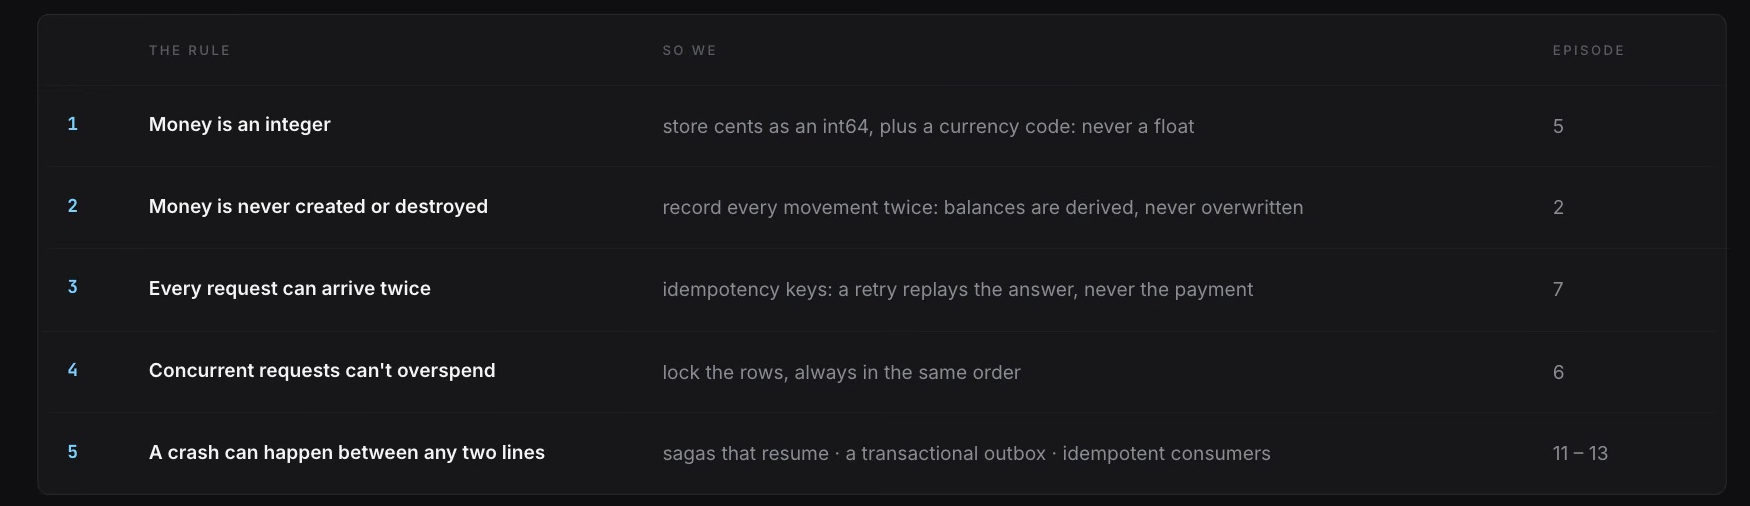 THE RULE SO WE EPISODE
1 Money is an integer store cents as an int64, plus a currency code: never a float 5
2 Money is never created or destroyed record every movement twice: balances are derived, never overwritten 2
3 Every request can arrive twice idempotency keys: a retry replays the answer, never the payment 7
4 Concurrent requests can't overspend lock the rows, always in the same order 6
5 A crash can happen between any two lines sagas that resume · a transactional outbox · idempotent consumers 11 – 13